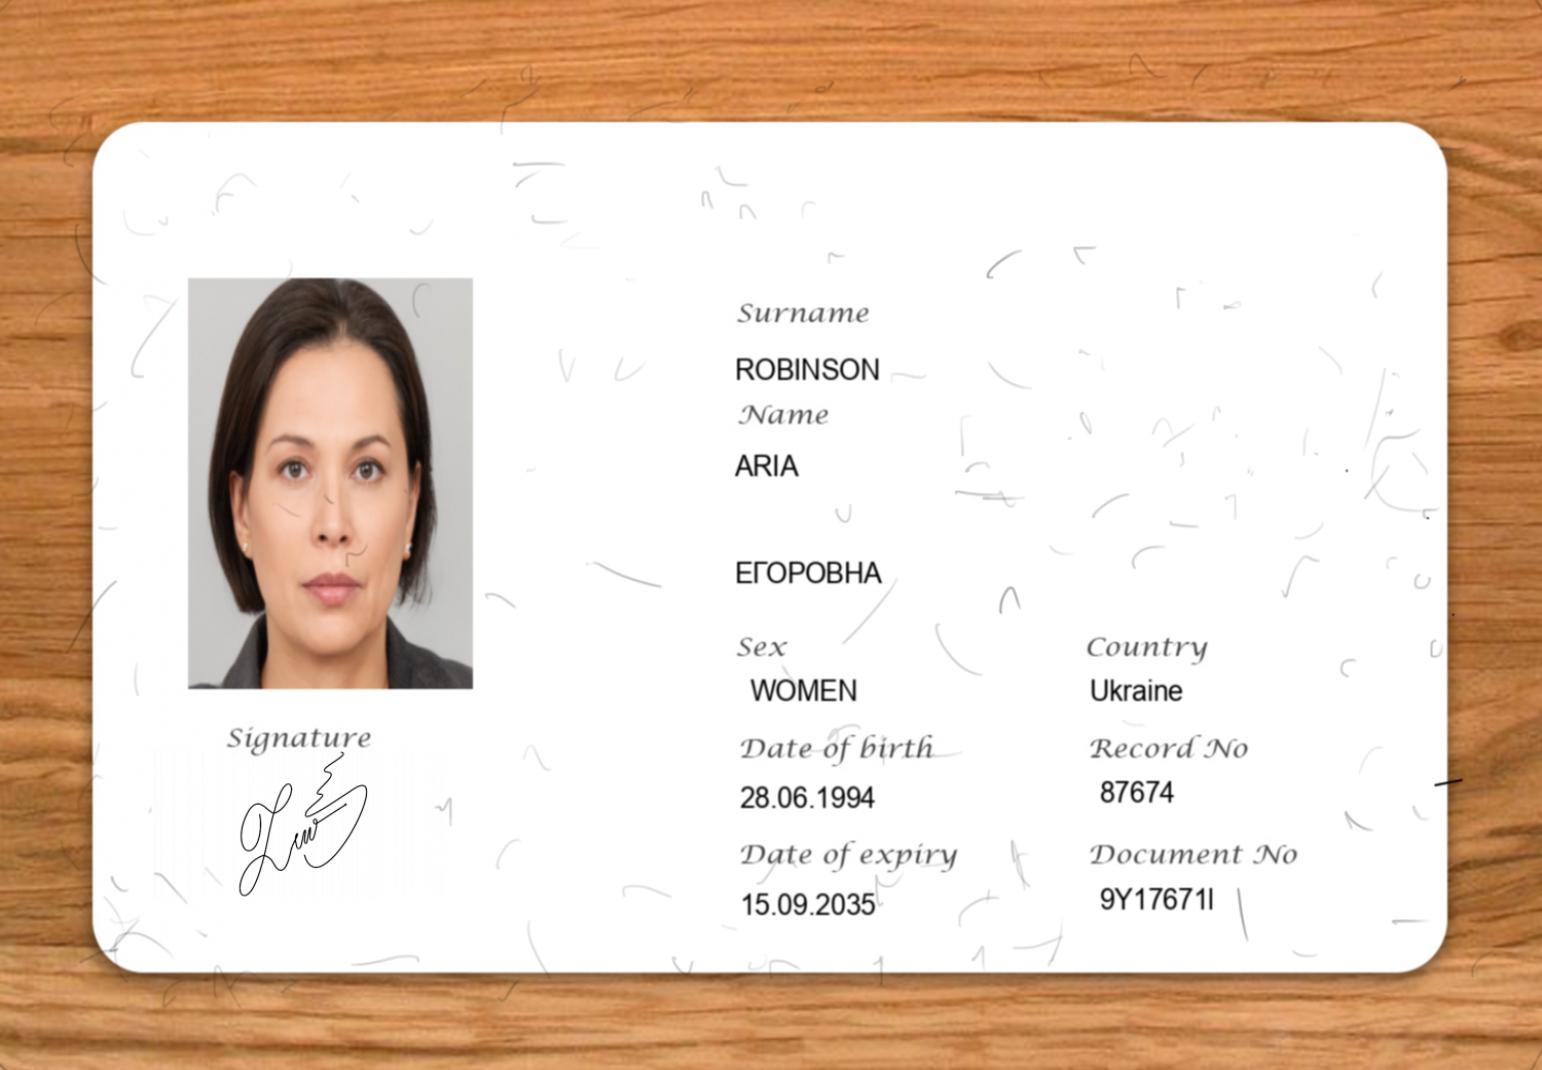 Surname
ROBINSON
Name
ARIA
ЕГОРОВНА
Sex
WOMEN
Country
Ukraine
Date of birth
28.06.1994
Record No
87674
Date of expiry
15.09.2035
Document No
9Y17671I
Signature